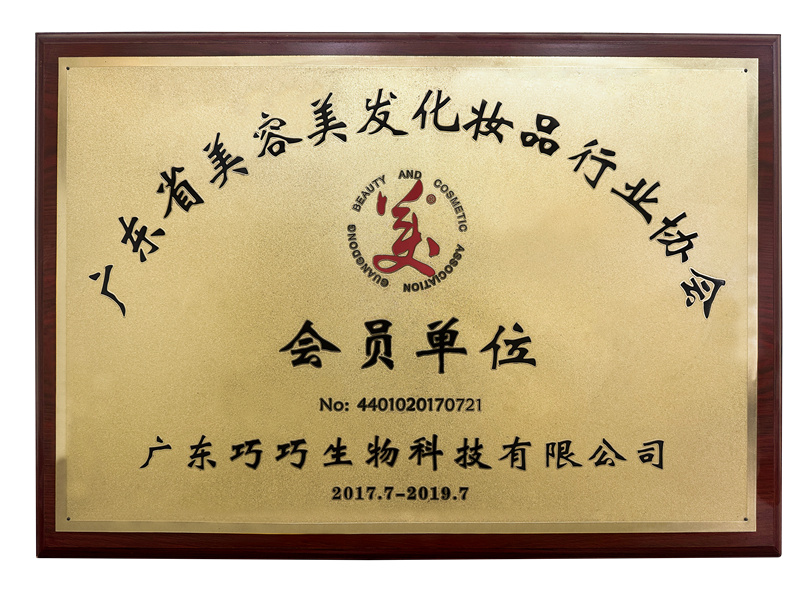 广东省美容美发化妆品行业协会
GUANGDONG BEAUTY AND COSMETIC ASSOCIATION
美®
会员单位
No: 4401020170721
广东巧巧生物科技有限公司
2017.7-2019.7